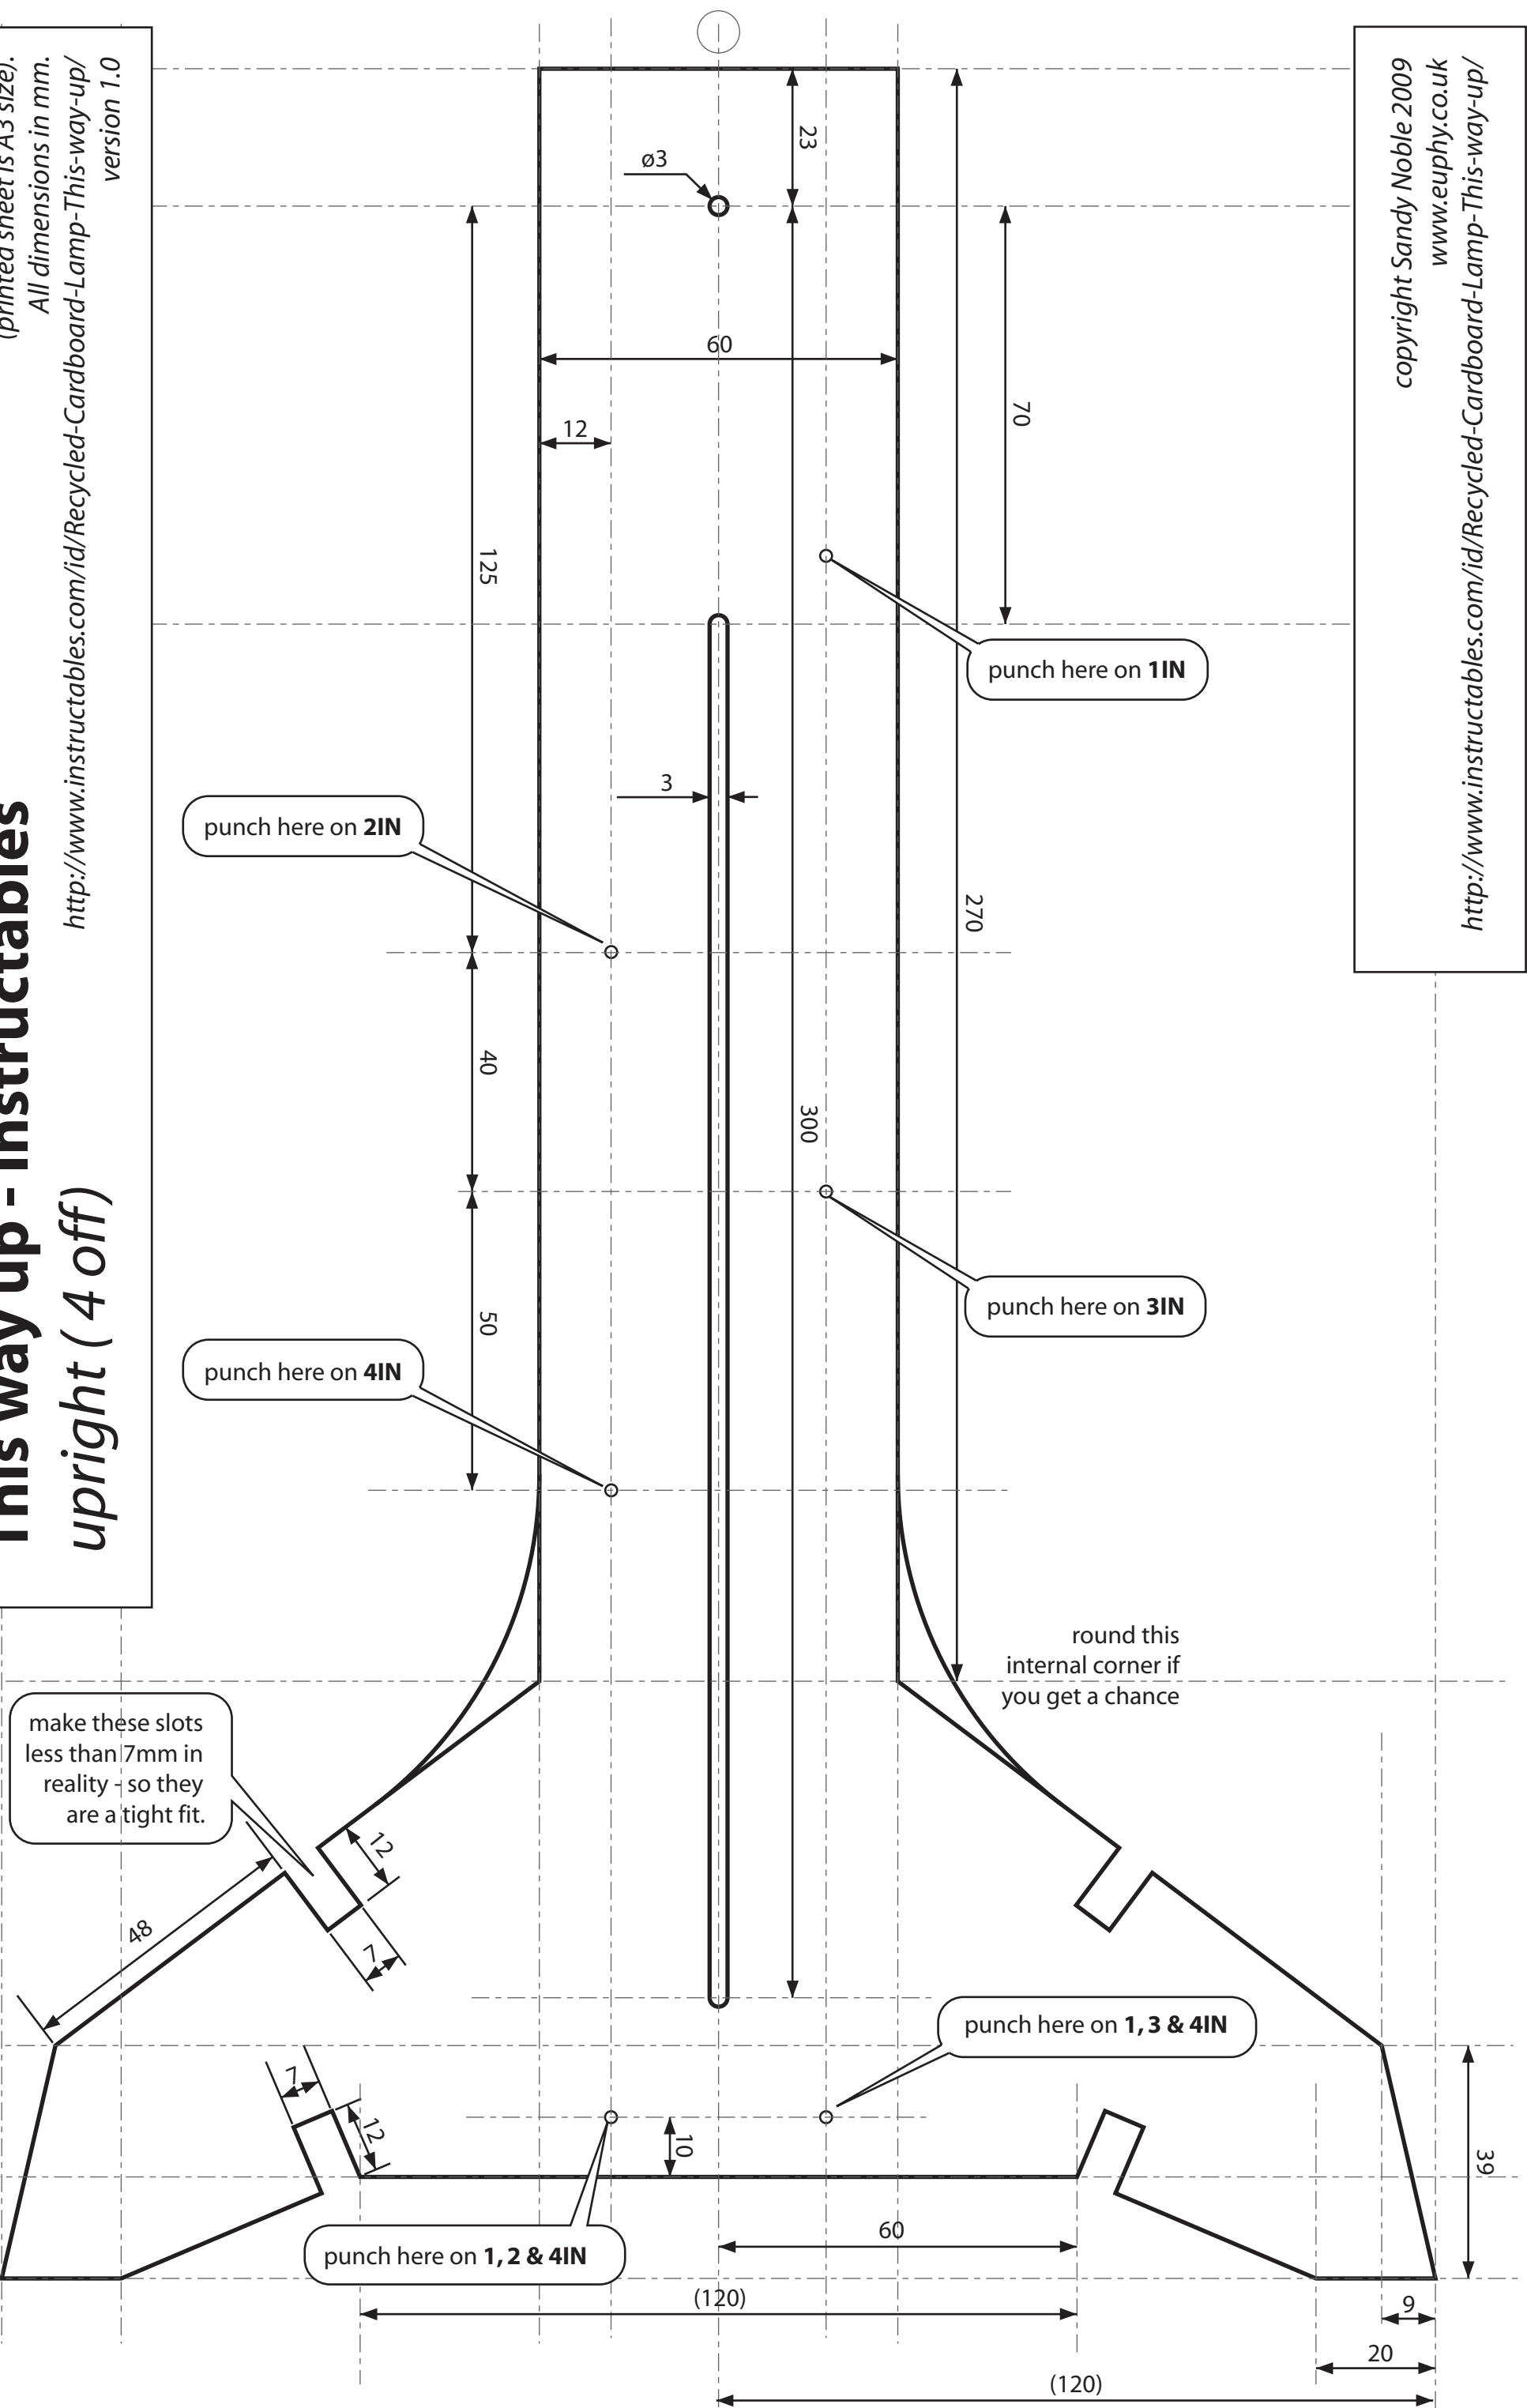 (printed sheet is A3 size).
All dimensions in mm.
http://www.instructables.com/id/Recycled-Cardboard-Lamp-This-way-up/
version 1.0
This way up - Instructables
upright ( 4 off)
copyright Sandy Noble 2009
www.euphy.co.uk
http://www.instructables.com/id/Recycled-Cardboard-Lamp-This-way-up/
23
ø3
60
70
12
125
punch here on 1IN
3
punch here on 2IN
270
40
300
punch here on 3IN
50
punch here on 4IN
round this
internal corner if
you get a chance
make these slots
less than 7mm in
reality - so they
are a tight fit.
12
48
7
punch here on 1, 3 & 4IN
7
12
10
39
60
punch here on 1, 2 & 4IN
(120)
9
20
(120)